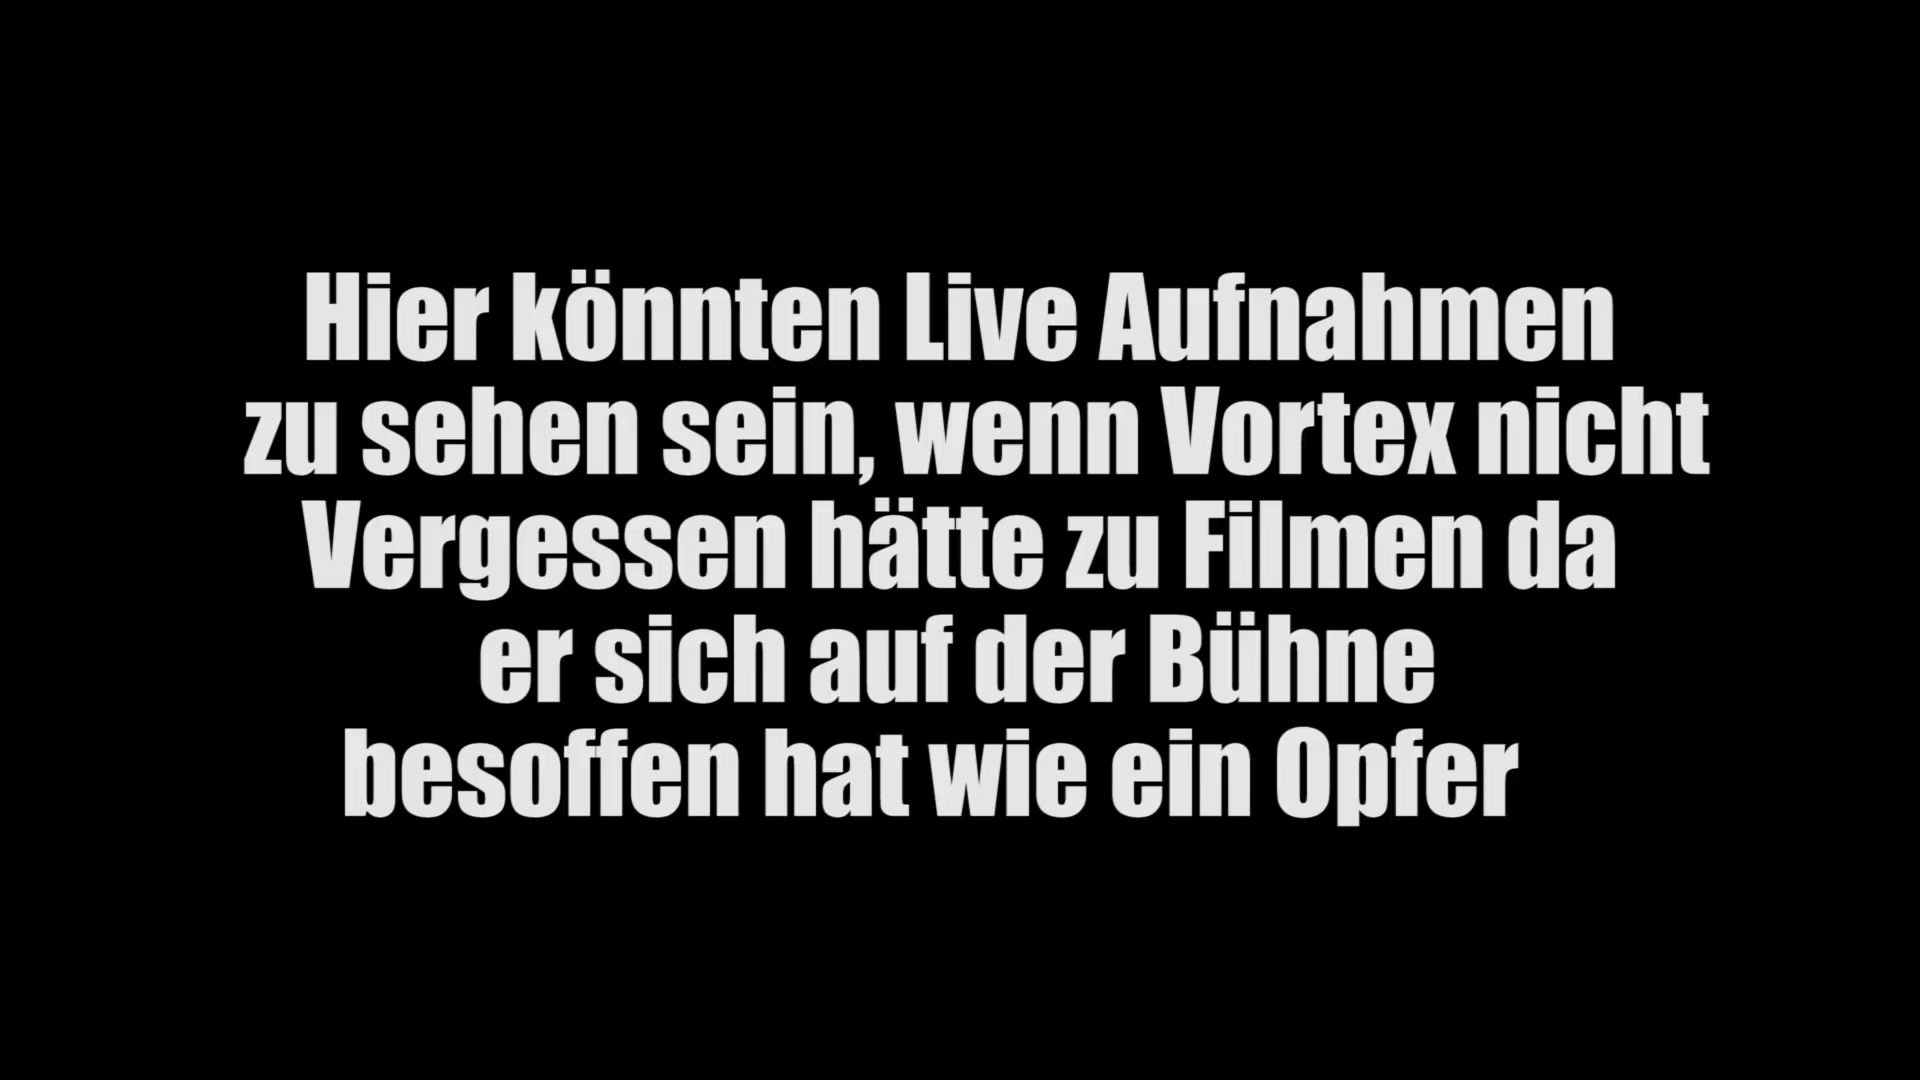 Hier könnten Live Aufnahmen
zu sehen sein, wenn Vortex nicht
Vergessen hätte zu Filmen da
er sich auf der Bühne
besoffen hat wie ein Opfer